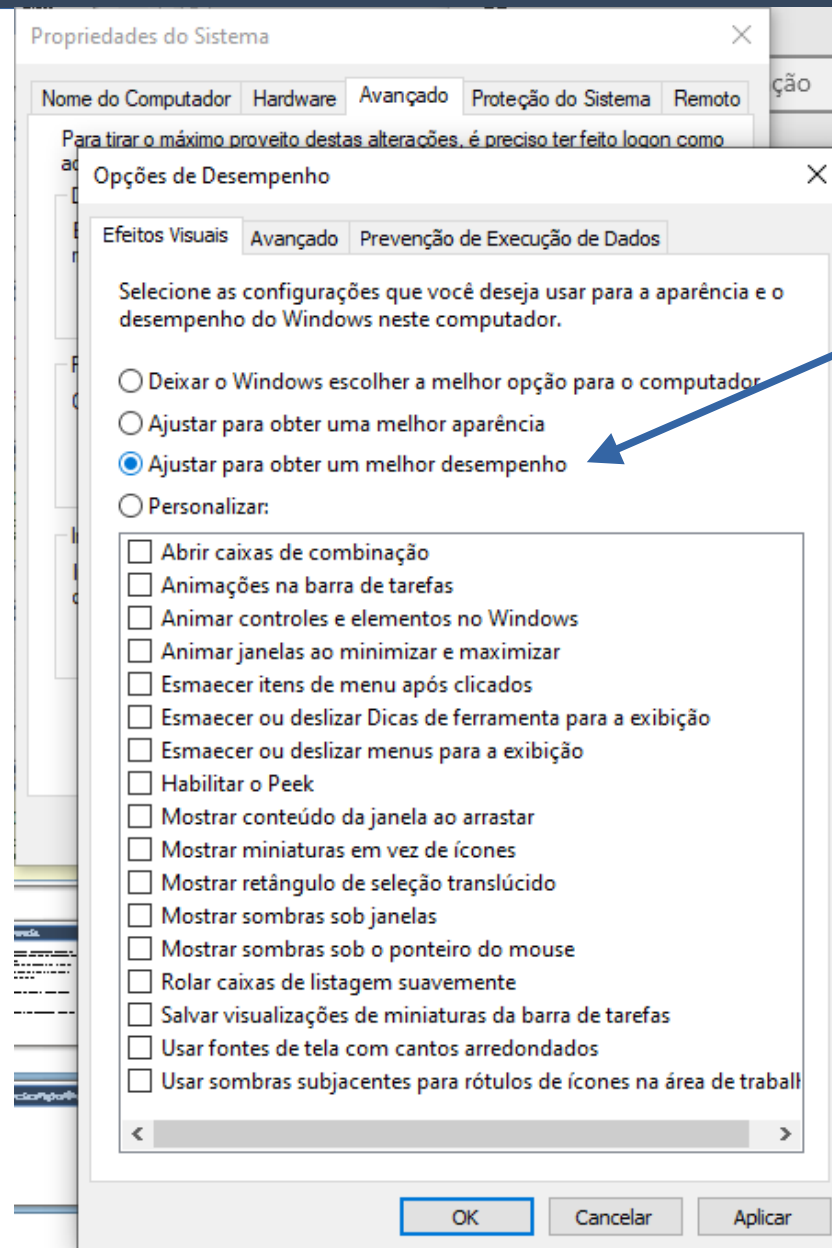 Propriedades do Sistema
ção
Nome do Computador Hardware Avançado Proteção do Sistema Remoto
Para tirar o máximo proveito destas alterações, é preciso ter feito logon como
Opções de Desempenho
Efeitos Visuais Avançado Prevenção de Execução de Dados
Selecione as configurações que você deseja usar para a aparência e o
desempenho do Windows neste computador.
Deixar o Windows escolher a melhor opção para o computador
Ajustar para obter uma melhor aparência
Ajustar para obter um melhor desempenho
Personalizar:
Abrir caixas de combinação
Animações na barra de tarefas
Animar controles e elementos no Windows
Animar janelas ao minimizar e maximizar
Esmaecer itens de menu após clicados
Esmaecer ou deslizar Dicas de ferramenta para a exibição
Esmaecer ou deslizar menus para a exibição
Habilitar o Peek
Mostrar conteúdo da janela ao arrastar
Mostrar miniaturas em vez de ícones
Mostrar retângulo de seleção translúcido
Mostrar sombras sob janelas
Mostrar sombras sob o ponteiro do mouse
Rolar caixas de listagem suavemente
Salvar visualizações de miniaturas da barra de tarefas
Usar fontes de tela com cantos arredondados
Usar sombras subjacentes para rótulos de ícones na área de trabalh
OK Cancelar Aplicar